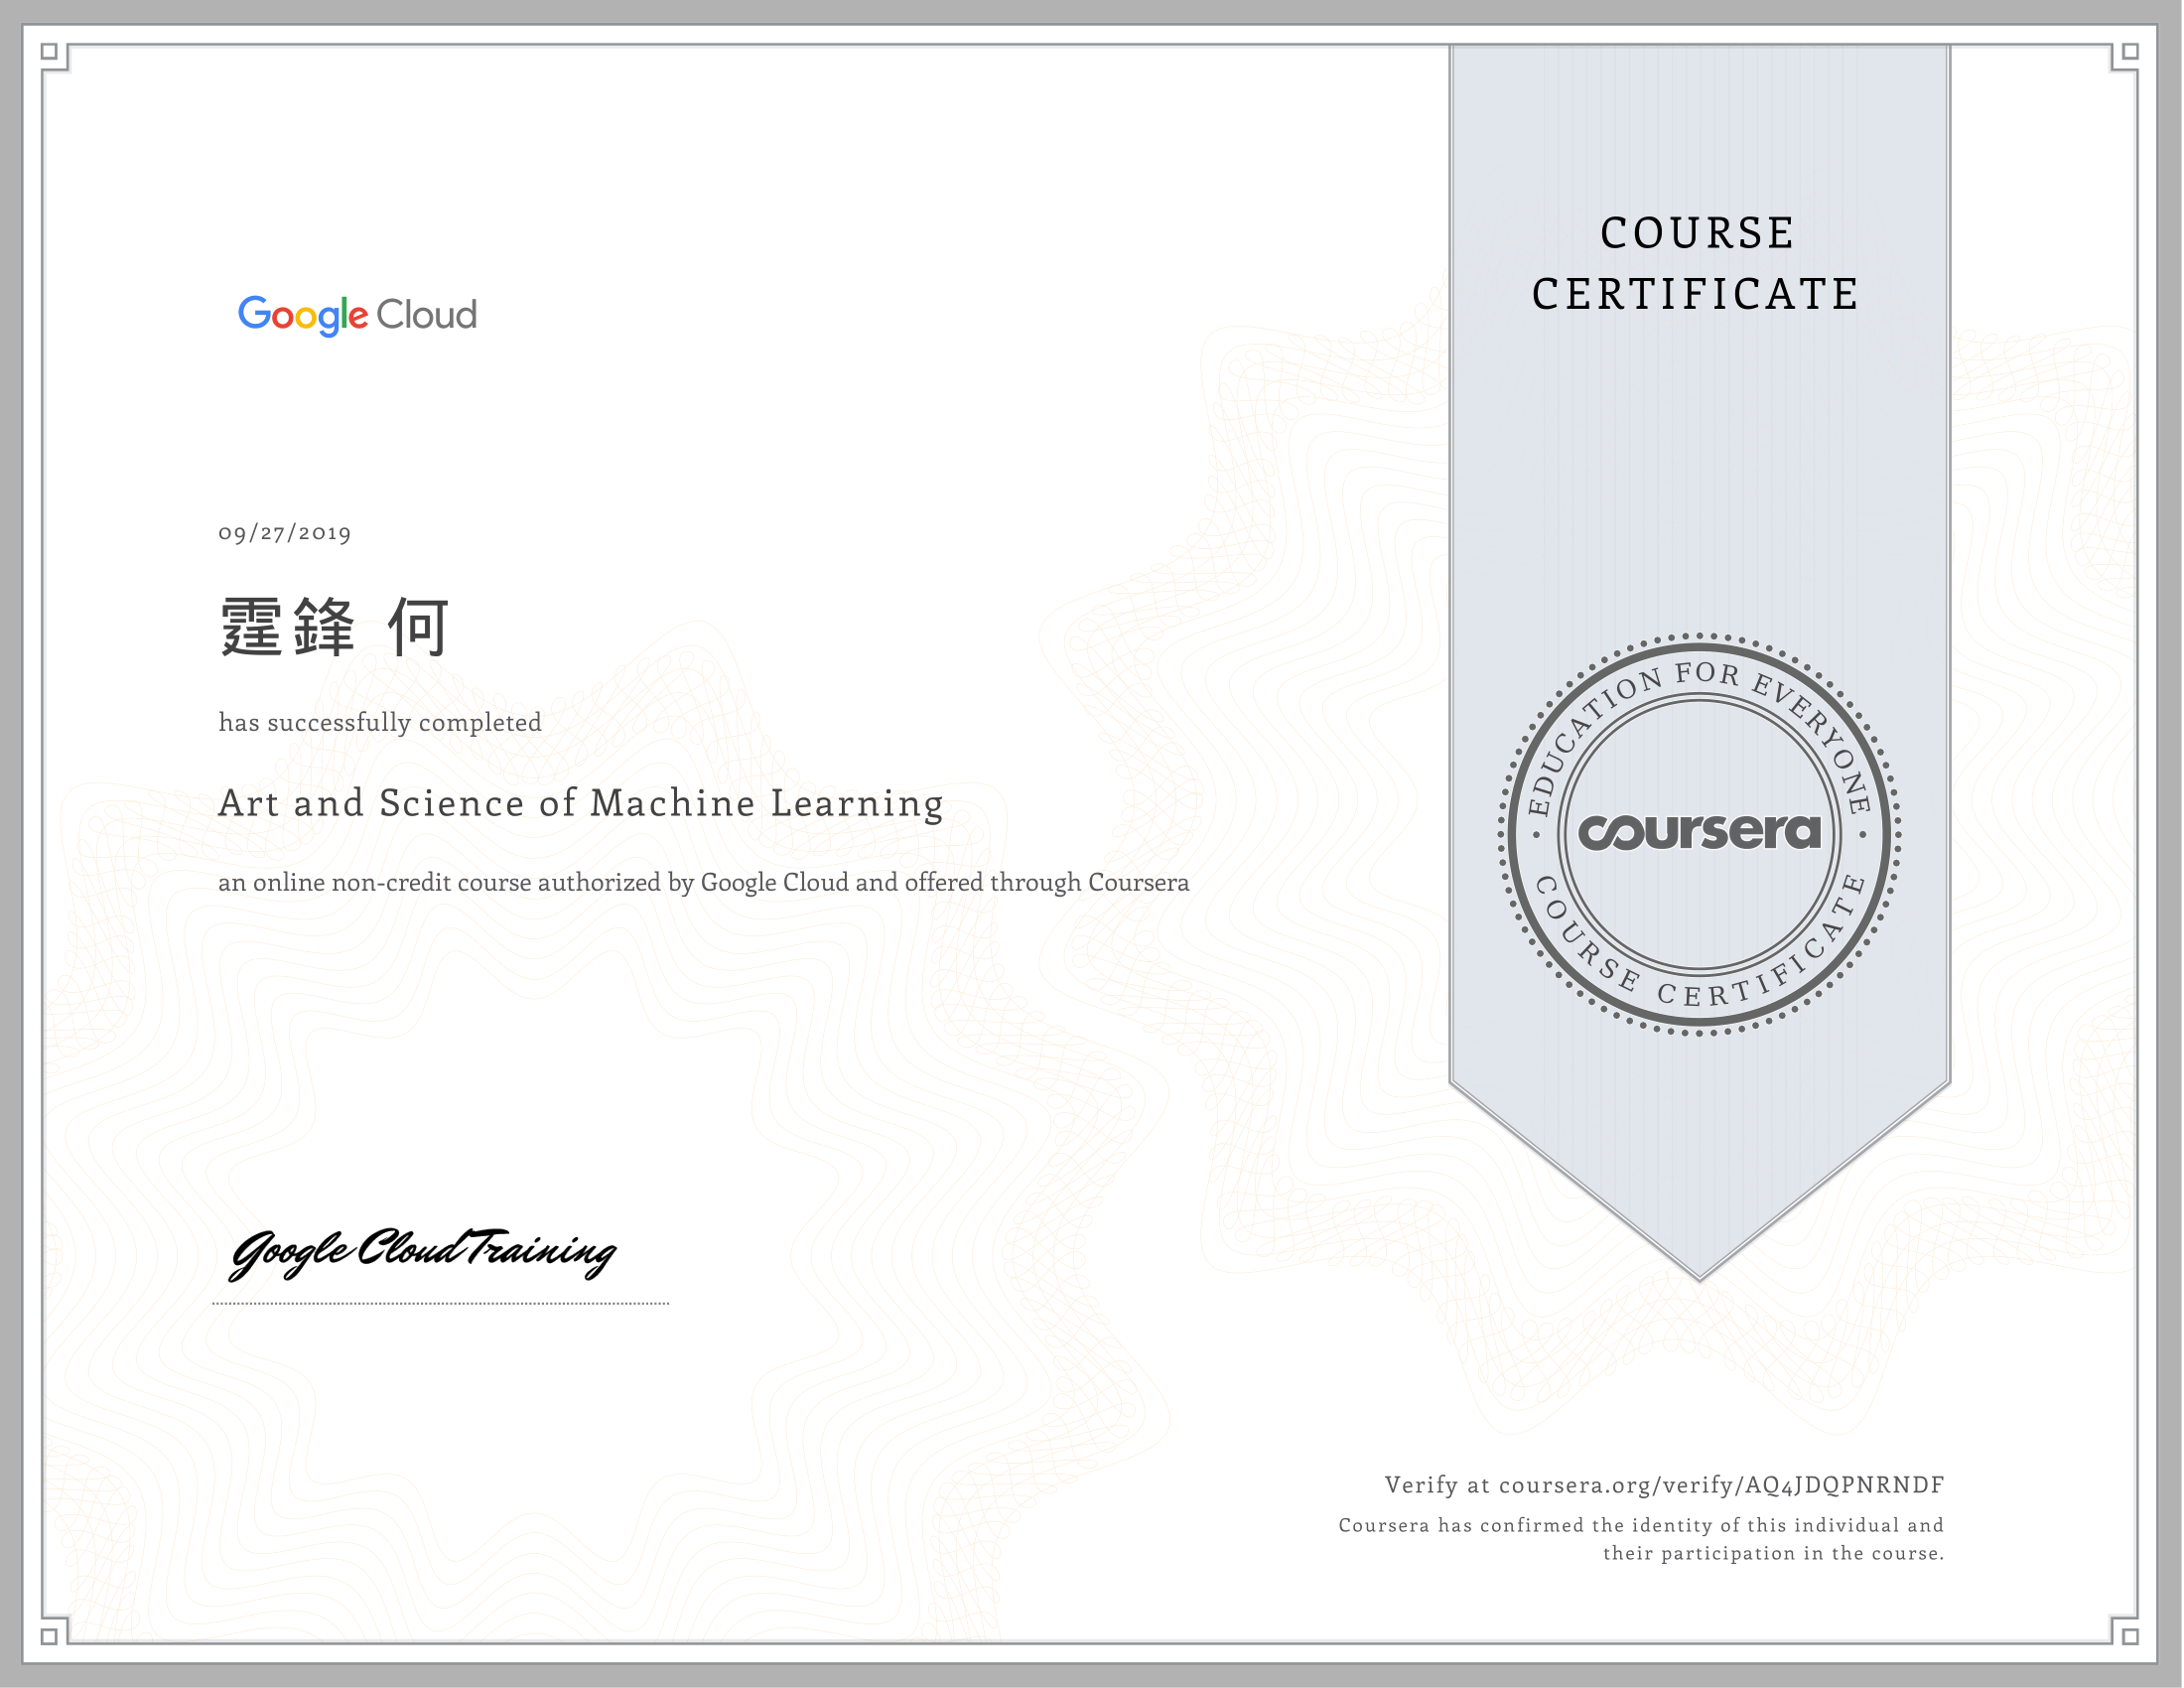 COURSE
CERTIFICATE
Google Cloud
09/27/2019
霆鋒 何
has successfully completed
Art and Science of Machine Learning
an online non-credit course authorized by Google Cloud and offered through Coursera
EDUCATION FOR EVERYONE
coursera
COURSE CERTIFICATE
Google Cloud Training
Verify at coursera.org/verify/AQ4JDQPNRNDF
Coursera has confirmed the identity of this individual and
their participation in the course.